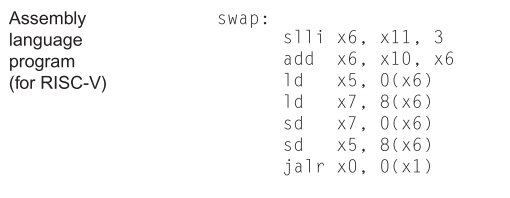 Assembly
language
program
(for RISC-V)
swap:
slli x6, x11, 3
add x6, x10, x6
ld x5, 0(x6)
ld x7, 8(x6)
sd x7, 0(x6)
sd x5, 8(x6)
jalr x0, 0(x1)